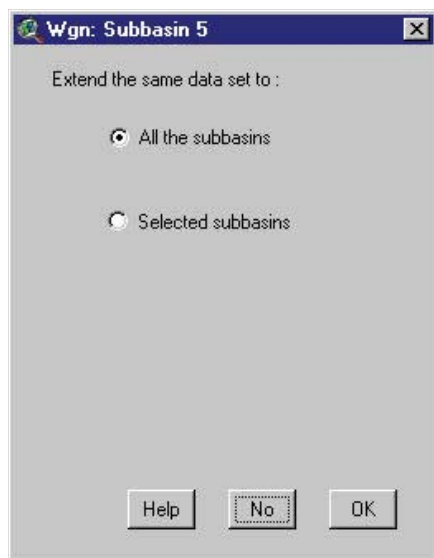 Wgn: Subbasin 5
Extend the same data set to :
All the subbasins
Selected subbasins
Help No OK